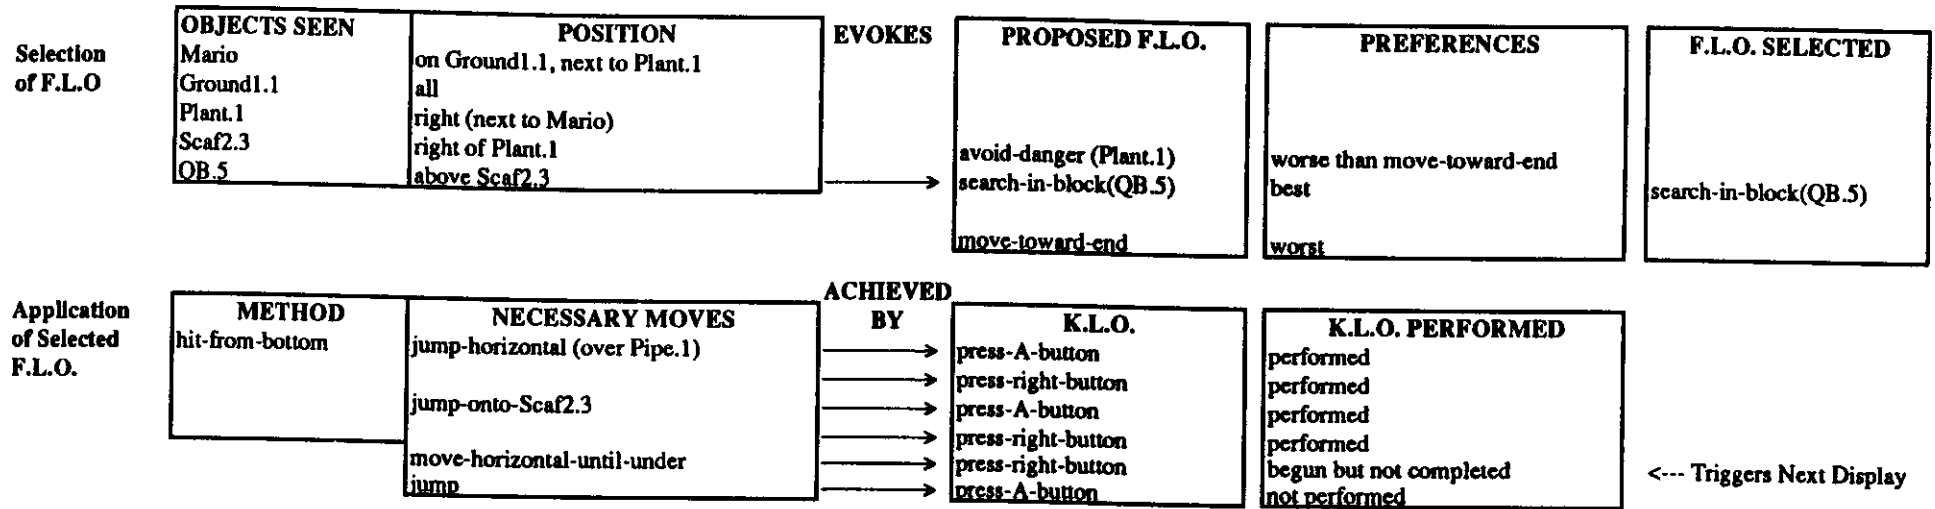 Selection
of F.L.O
OBJECTS SEEN
Mario
Ground1.1
Plant.1
Scaf2.3
QB.5
POSITION
on Ground1.1, next to Plant.1
all
right (next to Mario)
right of Plant.1
above Scaf2.3
EVOKES
PROPOSED F.L.O.
avoid-danger (Plant.1)
search-in-block(QB.5)
move-toward-end
PREFERENCES
worse than move-toward-end
best
worst
F.L.O. SELECTED
search-in-block(QB.5)
Application
of Selected
F.L.O.
METHOD
hit-from-bottom
NECESSARY MOVES
jump-horizontal (over Pipe.1)
jump-onto-Scaf2.3
move-horizontal-until-under
jump
ACHIEVED
BY
K.L.O.
press-A-button
press-right-button
press-A-button
press-right-button
press-right-button
press-A-button
K.L.O. PERFORMED
performed
performed
performed
performed
begun but not completed
not performed
<--- Triggers Next Display